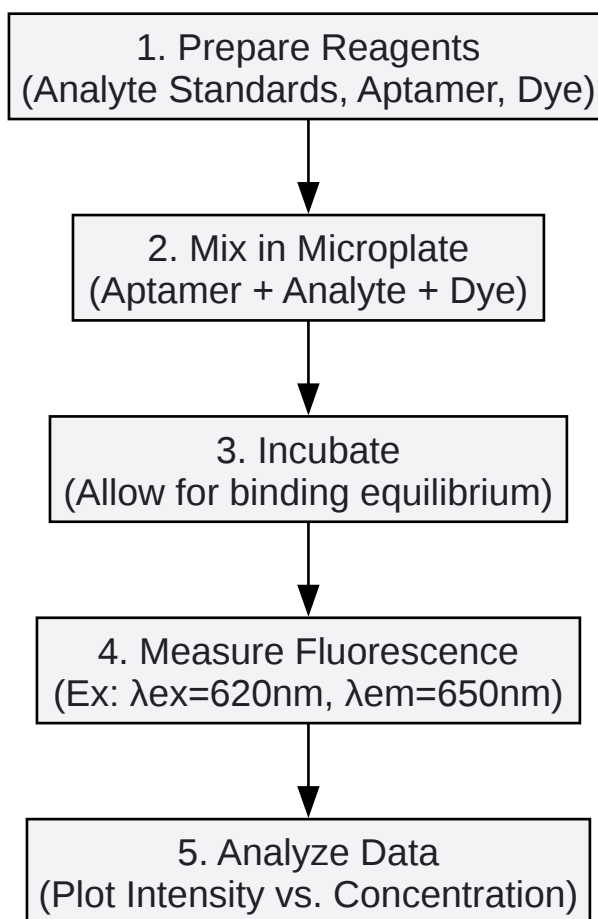 1. Prepare Reagents
(Analyte Standards, Aptamer, Dye)
2. Mix in Microplate
(Aptamer + Analyte + Dye)
3. Incubate
(Allow for binding equilibrium)
4. Measure Fluorescence
(Ex: λex=620nm, λem=650nm)
5. Analyze Data
(Plot Intensity vs. Concentration)